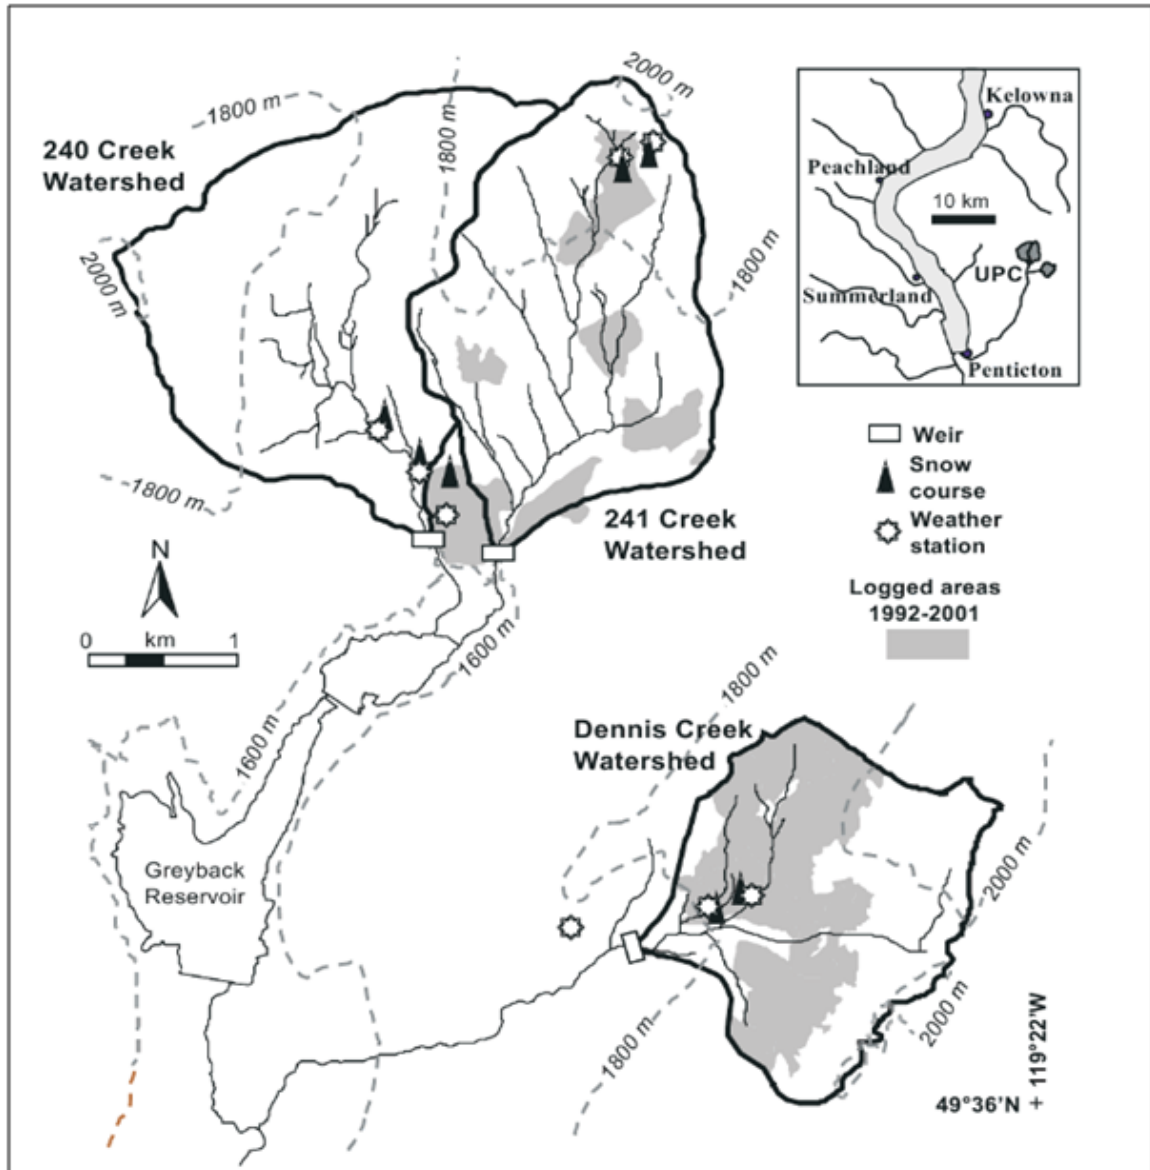 2000 m
1800 m
1800 m
240 Creek
Watershed
2000 m
1800 m
1800 m
241 Creek
Watershed
N
0 km 1
1600 m
1600 m
Greyback
Reservoir
Kelowna
Peachland
10 km
UPC
Summerland
Penticton
Weir
Snow
course
Weather
station
Logged areas
1992-2001
1800 m
Dennis Creek
Watershed
2000 m
2000 m
1800 m
49°36'N + 119°22'W